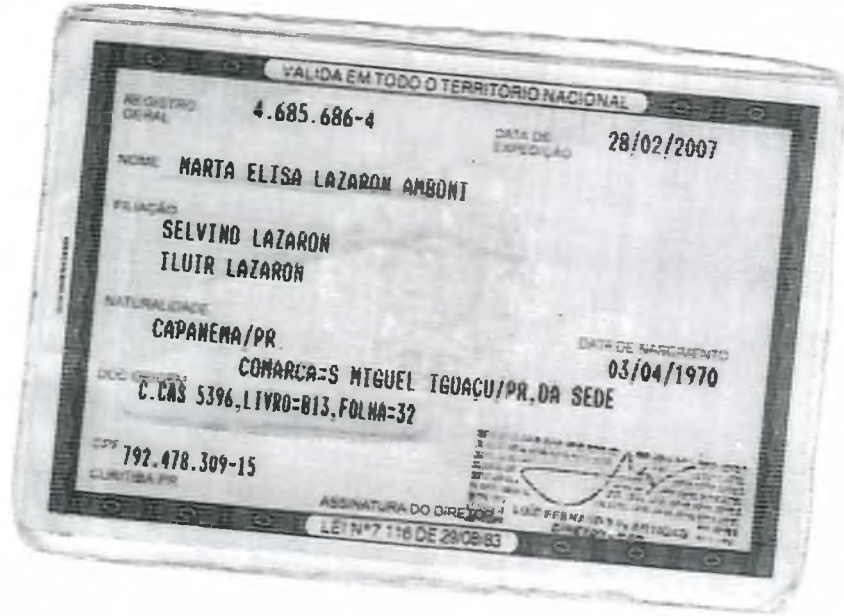 VALIDA EM TODO O TERRITÓRIO NACIONAL
REGISTRO GERAL 4.685.686-4 DATA DE EXPEDIÇÃO 28/02/2007
NOME MARTA ELISA LAZARON AMBONI
FILIAÇÃO
SELVINO LAZARON
ILUIR LAZARON
NATURALIDADE
CAPANEMA/PR
DATA DE NASCIMENTO
03/04/1970
DOC ORIGEM COMARCA=S MIGUEL IGUAÇU/PR,DA SEDE
C.CAS 5396,LIVRO=B13,FOLHA=32
CPF 792.478.309-15
CURITIBA/PR
ASSINATURA DO DIRETOR
LEI Nº 7.116 DE 29/08/83